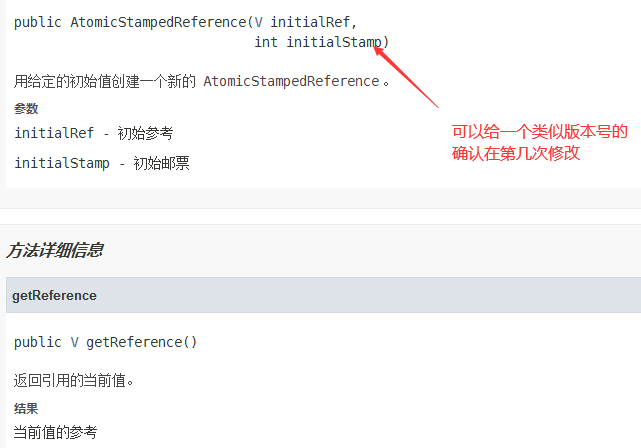 public AtomicStampedReference(V initialRef,
int initialStamp)
可以给一个类似版本号的
确认在第几次修改
用给定的初始值创建一个新的 AtomicStampedReference。
参数
initialRef - 初始参考
initialStamp - 初始邮票
方法详细信息
getReference
public V getReference()
返回引用的当前值。
结果
当前值的参考